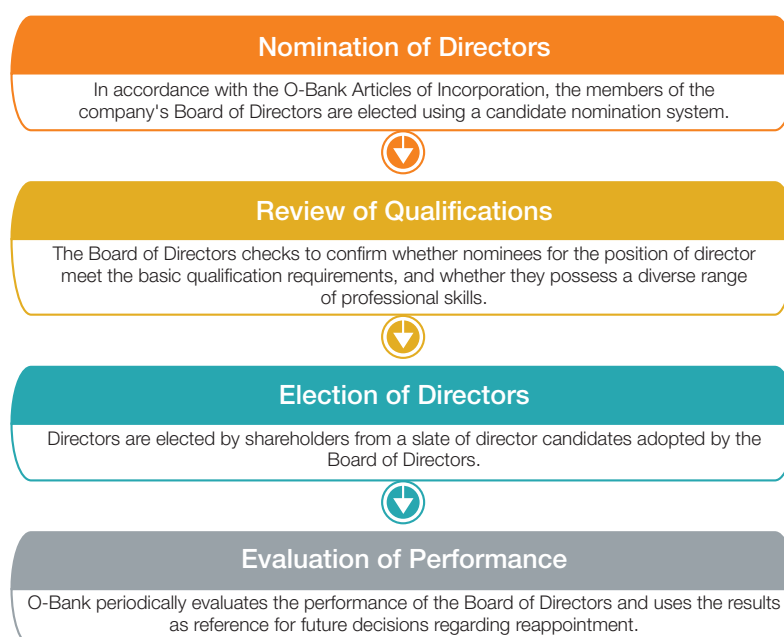 Nomination of Directors
In accordance with the O-Bank Articles of Incorporation, the members of the
company's Board of Directors are elected using a candidate nomination system.
Review of Qualifications
The Board of Directors checks to confirm whether nominees for the position of director
meet the basic qualification requirements, and whether they possess a diverse range
of professional skills.
Election of Directors
Directors are elected by shareholders from a slate of director candidates adopted by the
Board of Directors.
Evaluation of Performance
O-Bank periodically evaluates the performance of the Board of Directors and uses the results
as reference for future decisions regarding reappointment.